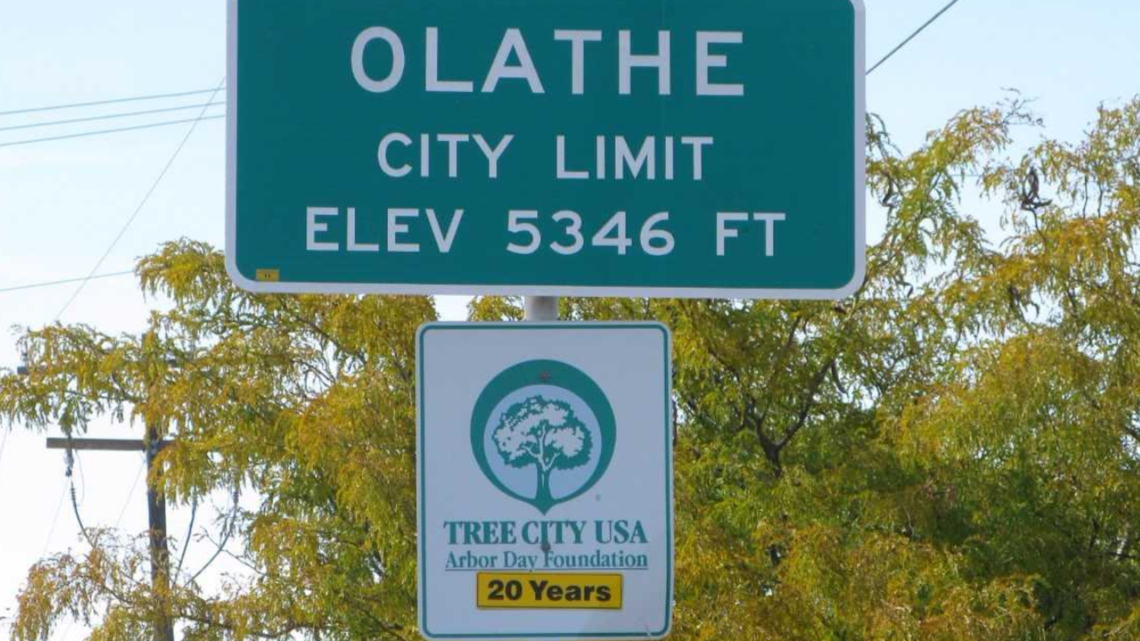 OLATHE
CITY LIMIT
ELEV 5346 FT
TREE CITY USA
Arbor Day Foundation
20 Years